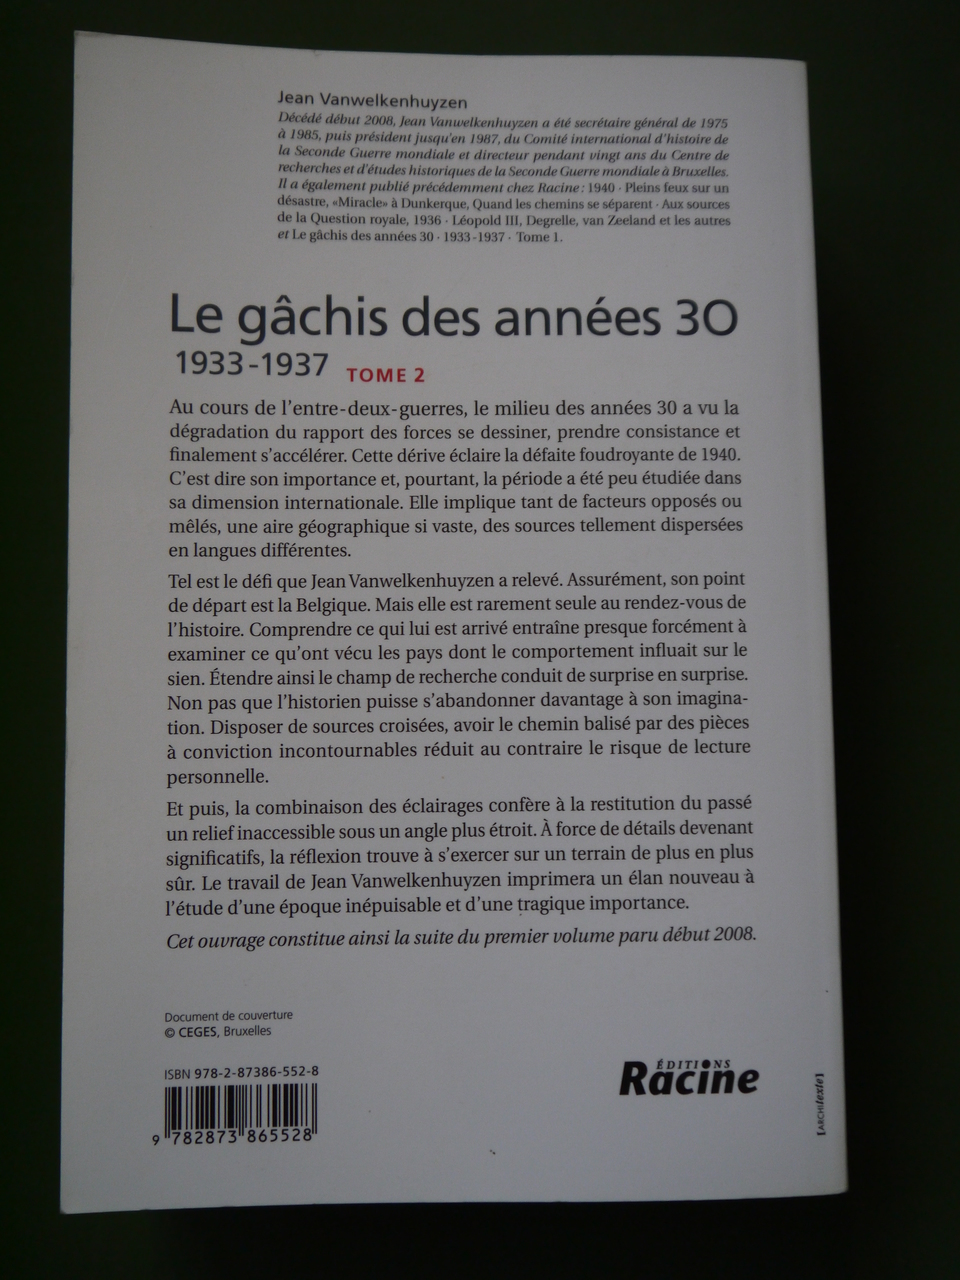 Jean Vanwelkenhuyzen
Décédé début 2008, Jean Vanwelkenhuyzen a été secrétaire général de 1975
à 1985, puis président jusqu'en 1987, du Comité international d'histoire de
la Seconde Guerre mondiale et directeur pendant vingt ans du Centre de
recherches et d'études historiques de la Seconde Guerre mondiale à Bruxelles.
Il a également publié précédemment chez Racine : 1940 · Pleins feux sur un
désastre, «Miracle» à Dunkerque, Quand les chemins se séparent · Aux sources
de la Question royale, 1936 · Léopold III, Degrelle, van Zeeland et les autres
et Le gâchis des années 30 · 1933-1937 · Tome 1.
Le gâchis des années 30
1933-1937 TOME 2
Au cours de l'entre-deux-guerres, le milieu des années 30 a vu la
dégradation du rapport des forces se dessiner, prendre consistance et
finalement s'accélérer. Cette dérive éclaire la défaite foudroyante de 1940.
C'est dire son importance et, pourtant, la période a été peu étudiée dans
sa dimension internationale. Elle implique tant de facteurs opposés ou
mêlés, une aire géographique si vaste, des sources tellement dispersées
en langues différentes.
Tel est le défi que Jean Vanwelkenhuyzen a relevé. Assurément, son point
de départ est la Belgique. Mais elle est rarement seule au rendez-vous de
l'histoire. Comprendre ce qui lui est arrivé entraîne presque forcément à
examiner ce qu'ont vécu les pays dont le comportement influait sur le
sien. Étendre ainsi le champ de recherche conduit de surprise en surprise.
Non pas que l'historien puisse s'abandonner davantage à son imagina-
tion. Disposer de sources croisées, avoir le chemin balisé par des pièces
à conviction incontournables réduit au contraire le risque de lecture
personnelle.
Et puis, la combinaison des éclairages confère à la restitution du passé
un relief inaccessible sous un angle plus étroit. À force de détails devenant
significatifs, la réflexion trouve à s'exercer sur un terrain de plus en plus
sûr. Le travail de Jean Vanwelkenhuyzen imprimera un élan nouveau à
l'étude d'une époque inépuisable et d'une tragique importance.
Cet ouvrage constitue ainsi la suite du premier volume paru début 2008.
Document de couverture
© CEGES, Bruxelles
ISBN 978-2-87386-552-8
9 782873 865528
ÉDITIONS
Racine
[ARCHItexte]